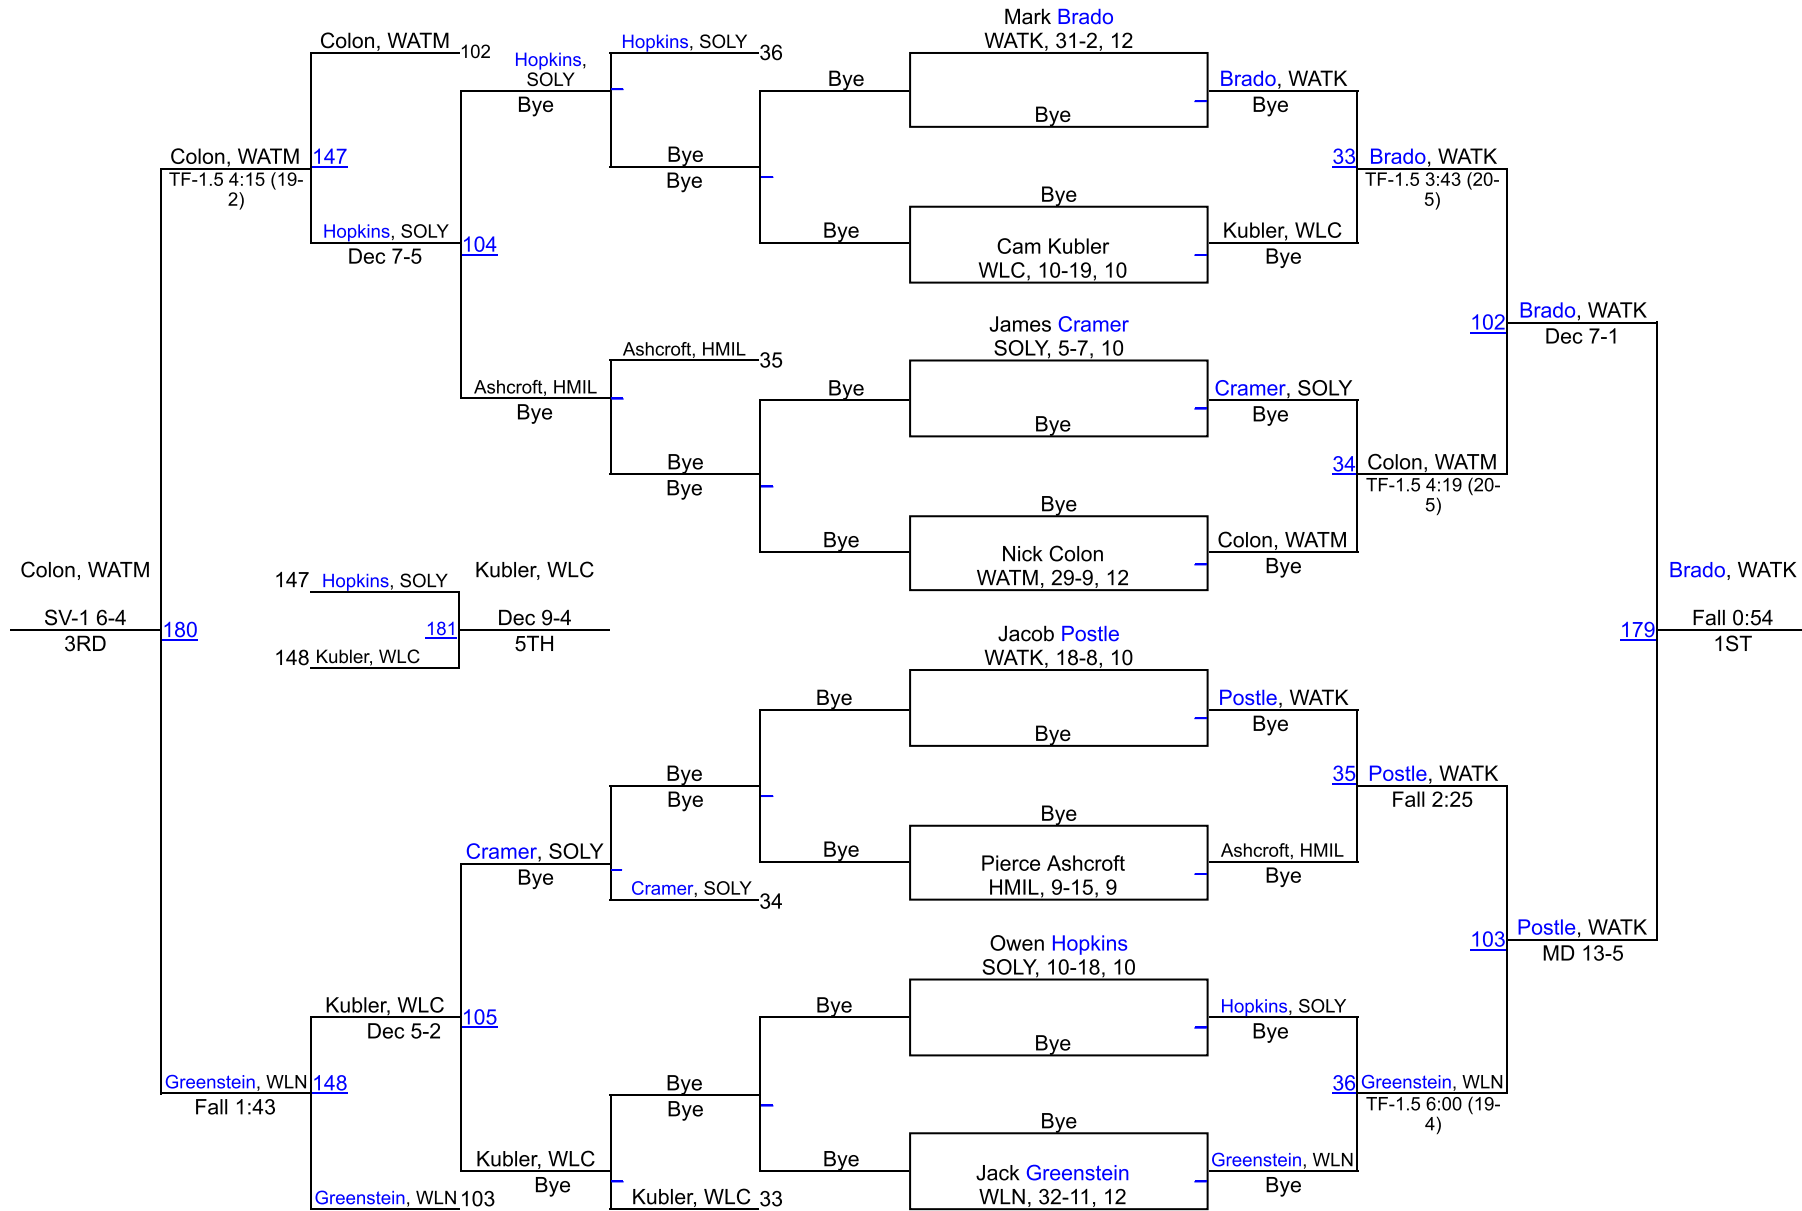 Mark Brado
WATK, 31-2, 12
Colon, WATM
102
Hopkins, SOLY
36
Hopkins,
SOLY
Bye
Bye
Bye
Brado, WATK
Bye
Colon, WATM
147
TF-1.5 4:15 (19-
2)
Bye
Bye
33
Brado, WATK
TF-1.5 3:43 (20-
5)
Bye
Hopkins, SOLY
104
Dec 7-5
Bye
Cam Kubler
WLC, 10-19, 10
Kubler, WLC
Bye
James Cramer
SOLY, 5-7, 10
102
Brado, WATK
Dec 7-1
Ashcroft, HMIL
35
Ashcroft, HMIL
Bye
Bye
Bye
Cramer, SOLY
Bye
Bye
Bye
34
Colon, WATM
TF-1.5 4:19 (20-
5)
Bye
Bye
Nick Colon
WATM, 29-9, 12
Colon, WATM
Bye
Colon, WATM
SV-1 6-4
3RD
180
147
Hopkins, SOLY
181
148
Kubler, WLC
Kubler, WLC
Dec 9-4
5TH
Brado, WATK
179
Fall 0:54
1ST
Jacob Postle
WATK, 18-8, 10
Bye
Bye
Postle, WATK
Bye
Bye
Bye
35
Postle, WATK
Fall 2:25
Bye
Cramer, SOLY
Bye
Cramer, SOLY
34
Bye
Pierce Ashcroft
HMIL, 9-15, 9
Ashcroft, HMIL
Bye
103
Postle, WATK
MD 13-5
Owen Hopkins
SOLY, 10-18, 10
Kubler, WLC
105
Dec 5-2
Bye
Bye
Hopkins, SOLY
Bye
Greenstein, WLN
148
Fall 1:43
Bye
Bye
36
Greenstein, WLN
TF-1.5 6:00 (19-
4)
Bye
Kubler, WLC
Bye
Bye
Jack Greenstein
WLN, 32-11, 12
Greenstein, WLN
Bye
Greenstein, WLN
103
Kubler, WLC
33